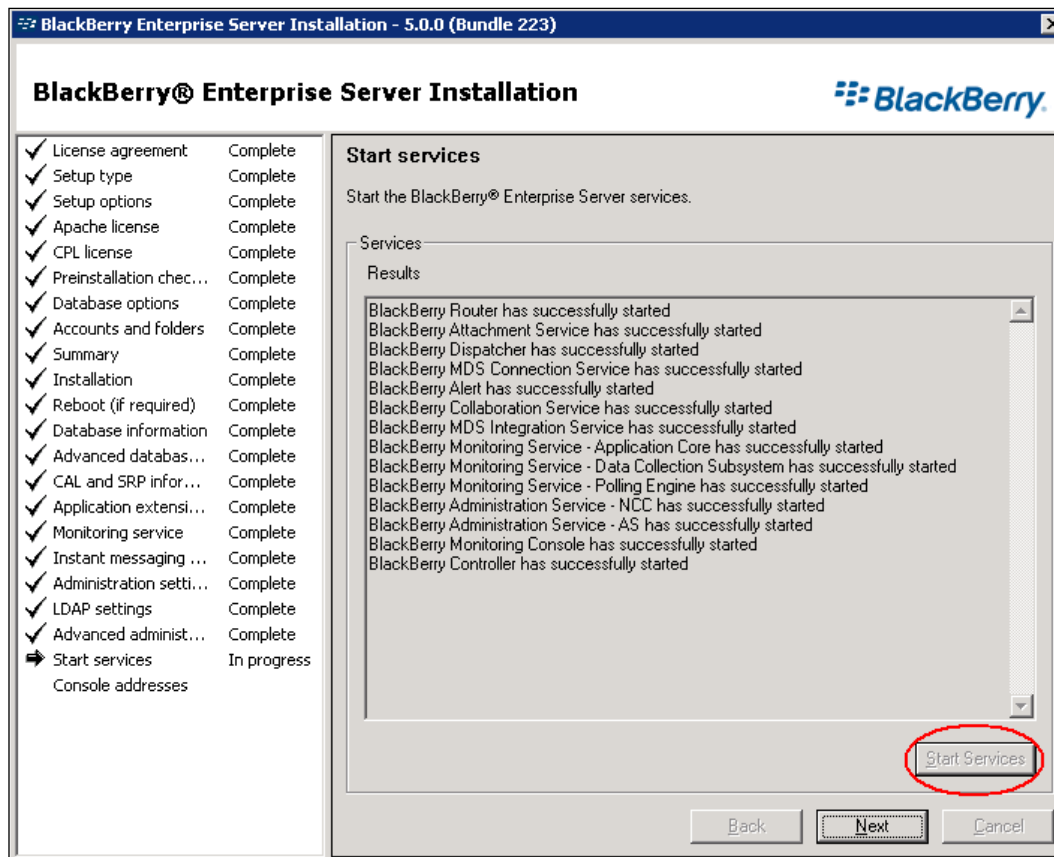 BlackBerry Enterprise Server Installation - 5.0.0 (Bundle 223)
BlackBerry® Enterprise Server Installation
BlackBerry.
License agreement Complete
Setup type Complete
Setup options Complete
Apache license Complete
CPL license Complete
Preinstallation chec... Complete
Database options Complete
Accounts and folders Complete
Summary Complete
Installation Complete
Reboot (if required) Complete
Database information Complete
Advanced databas... Complete
CAL and SRP infor... Complete
Application extensi... Complete
Monitoring service Complete
Instant messaging ... Complete
Administration setti... Complete
LDAP settings Complete
Advanced administ... Complete
Start services In progress
Console addresses
Start services
Start the BlackBerry® Enterprise Server services.
Services
Results
BlackBerry Router has successfully started
BlackBerry Attachment Service has successfully started
BlackBerry Dispatcher has successfully started
BlackBerry MDS Connection Service has successfully started
BlackBerry Alert has successfully started
BlackBerry Collaboration Service has successfully started
BlackBerry MDS Integration Service has successfully started
BlackBerry Monitoring Service - Application Core has successfully started
BlackBerry Monitoring Service - Data Collection Subsystem has successfully started
BlackBerry Monitoring Service - Polling Engine has successfully started
BlackBerry Administration Service - NCC has successfully started
BlackBerry Administration Service - AS has successfully started
BlackBerry Monitoring Console has successfully started
BlackBerry Controller has successfully started
Start Services
Back Next Cancel